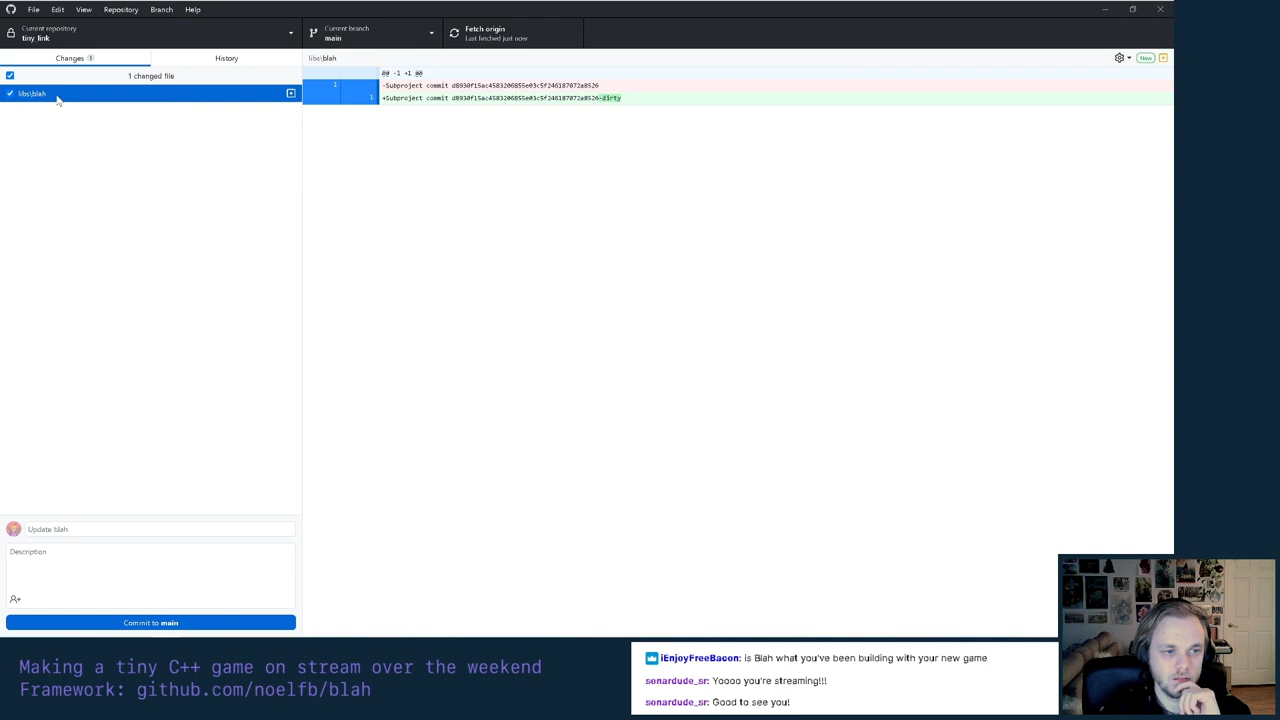 File Edit View Repository Branch Help
Current repository
tiny link
Current branch
main
Fetch origin
Last fetched just now
Changes 1
History
1 changed file
libs\blah
libs\blah
New
@@ -1 +1 @@
1 -Subproject commit d8930f15ac4583206855e03c5f246187072a8526
1 +Subproject commit d8930f15ac4583206855e03c5f246187072a8526-dirty
Update blah
Description
Commit to main
Making a tiny C++ game on stream over the weekend
Framework: github.com/noelfb/blah
iEnjoyFreeBacon: is Blah what you've been building with your new game
sonardude_sr: Yoooo you're streaming!!!
sonardude_sr: Good to see you!